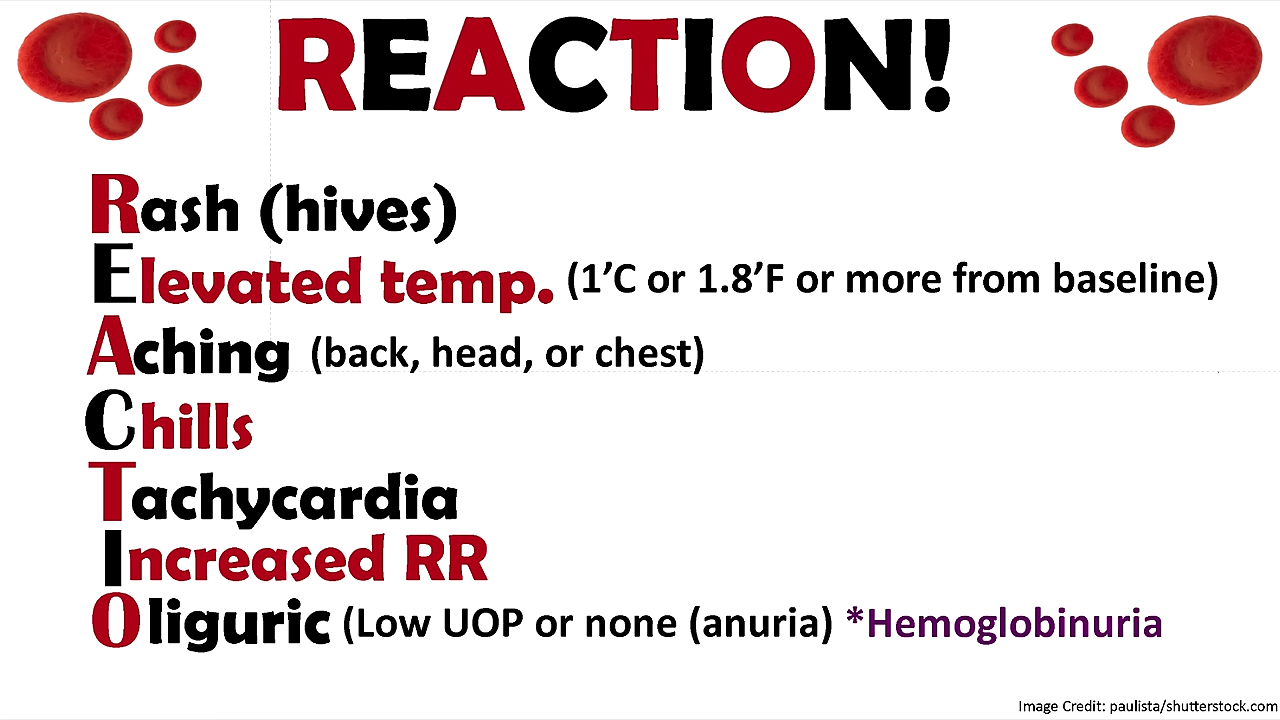 REACTION!
Rash (hives)
Elevated temp. (1’C or 1.8’F or more from baseline)
Aching (back, head, or chest)
Chills
Tachycardia
Increased RR
Oliguric (Low UOP or none (anuria) *Hemoglobinuria
Image Credit: paulista/shutterstock.com